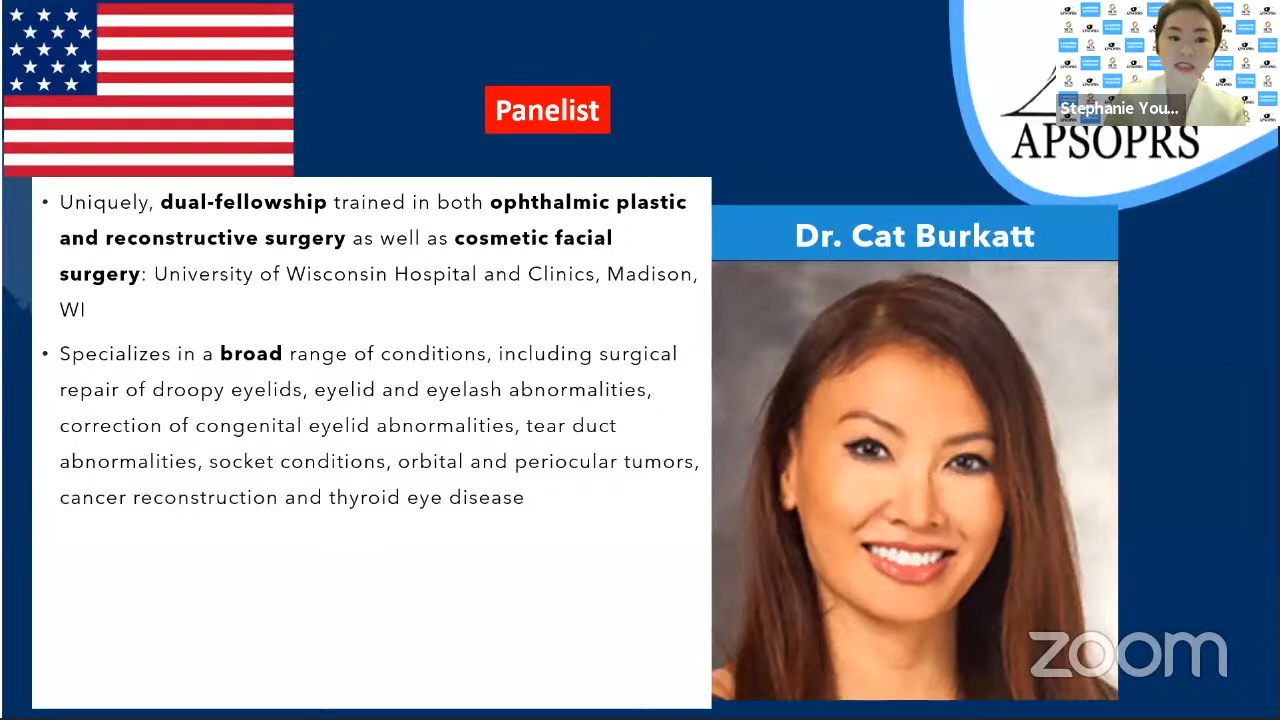 Panelist
Stephanie You...
APSOPRS
• Uniquely, dual-fellowship trained in both ophthalmic plastic
and reconstructive surgery as well as cosmetic facial
surgery: University of Wisconsin Hospital and Clinics, Madison,
WI
• Specializes in a broad range of conditions, including surgical
repair of droopy eyelids, eyelid and eyelash abnormalities,
correction of congenital eyelid abnormalities, tear duct
abnormalities, socket conditions, orbital and periocular tumors,
cancer reconstruction and thyroid eye disease
Dr. Cat Burkatt
zoom